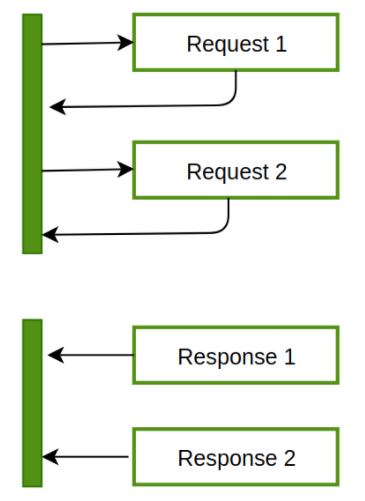 Request 1
Request 2
Response 1
Response 2